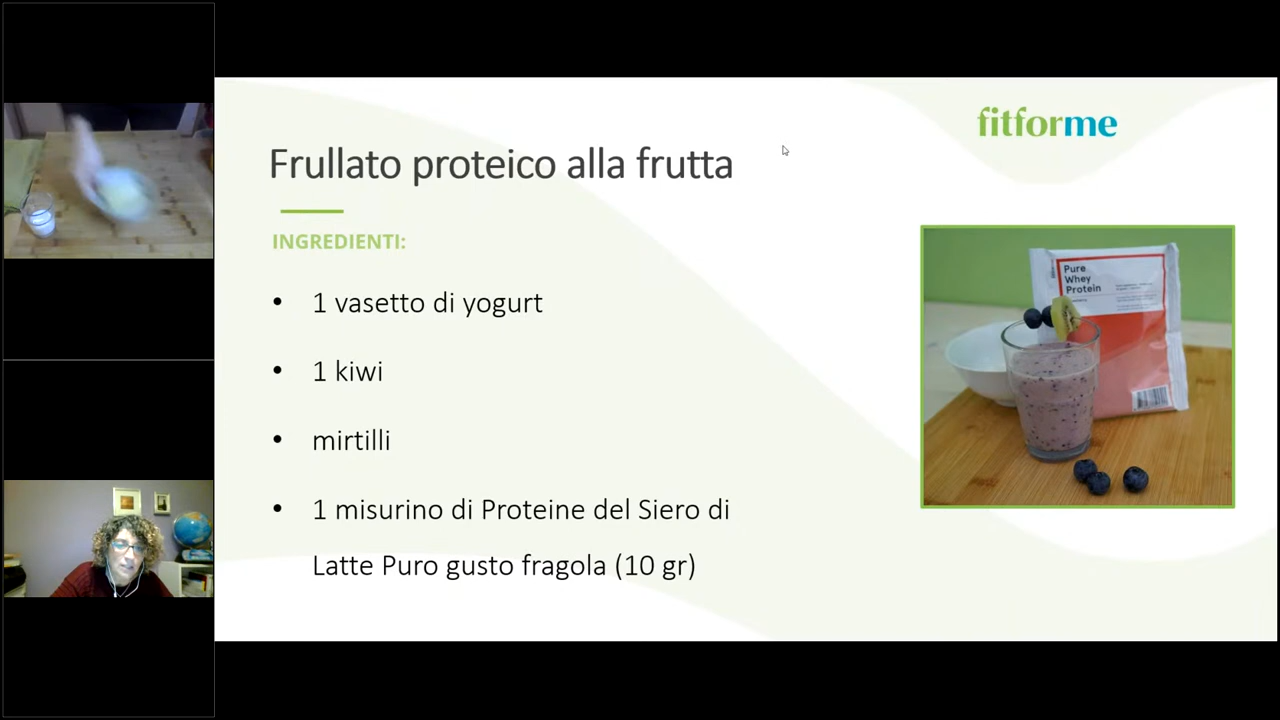 fitforme
Frullato proteico alla frutta
INGREDIENTI:
• 1 vasetto di yogurt
• 1 kiwi
• mirtilli
• 1 misurino di Proteine del Siero di
Latte Puro gusto fragola (10 gr)
Pure
Whey
Protein